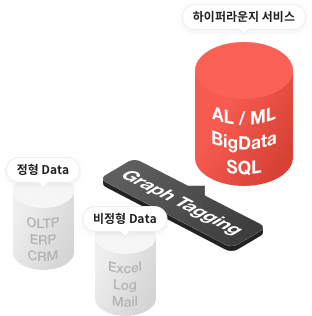 하이퍼라운지 서비스
AL / ML
BigData
SQL
정형 Data
Graph Tagging
OLTP
ERP
CRM
비정형 Data
Excel
Log
Mail